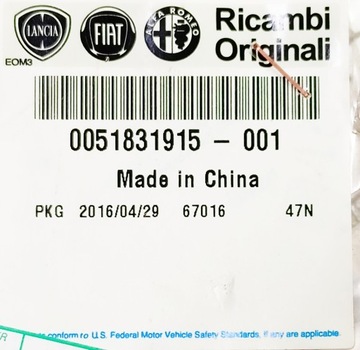 LANCIA FIAT ALFA ROMEO Ricambi
EOM3 Originali
0051831915 - 001
Made in China
PKG 2016/04/29 67016 47N
conform to U.S. Federal Motor Vehicle Safety Standards, if any are applicable.